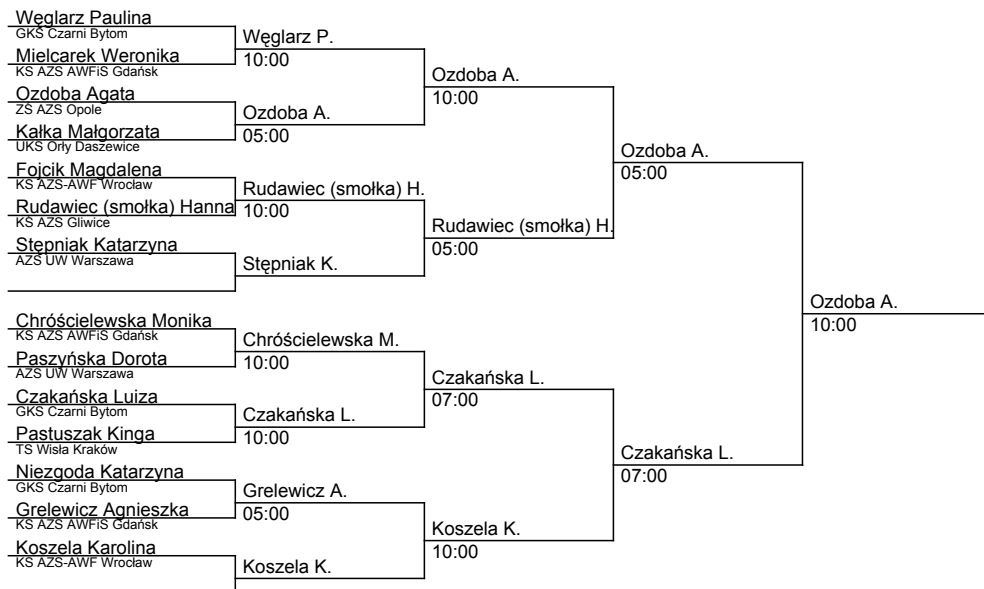 Węglarz Paulina
GKS Czarni Bytom
Mielcarek Weronika
KS AZS AWFiS Gdańsk
Ozdoba Agata
ZŚ AZS Opole
Kałka Małgorzata
UKS Orły Daszewice
Fojcik Magdalena
KS AZS-AWF Wrocław
Rudawiec (smołka) Hanna
KŚ AZS Gliwice
Stępniak Katarzyna
AZS UW Warszawa
Chróścielewska Monika
KS AZS AWFiS Gdańsk
Paszyńska Dorota
AZS UW Warszawa
Czakańska Luiza
GKS Czarni Bytom
Pastuszak Kinga
TS Wisła Kraków
Niezgoda Katarzyna
GKS Czarni Bytom
Grelewicz Agnieszka
KS AZS AWFiS Gdańsk
Koszela Karolina
KS AZS-AWF Wrocław
Węglarz P.
10:00
Ozdoba A.
05:00
Rudawiec (smołka) H.
10:00
Stępniak K.
Chróścielewska M.
10:00
Czakańska L.
10:00
Grelewicz A.
05:00
Koszela K.
Ozdoba A.
10:00
Rudawiec (smołka) H.
05:00
Czakańska L.
07:00
Koszela K.
10:00
Ozdoba A.
05:00
Czakańska L.
07:00
Ozdoba A.
10:00